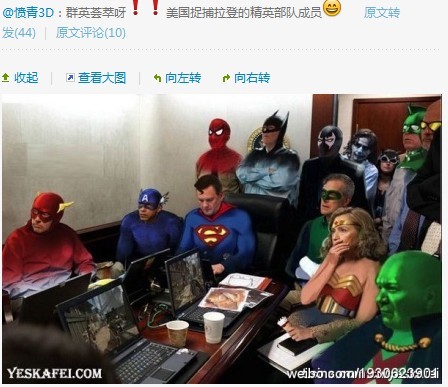 @愤青3D：群英荟萃呀❗❗ 美国捉捕拉登的精英部队成员😄 原文转
发(44) | 原文评论(10)
收起 | 查看大图 向左转 向右转
YESKAFEI.COM